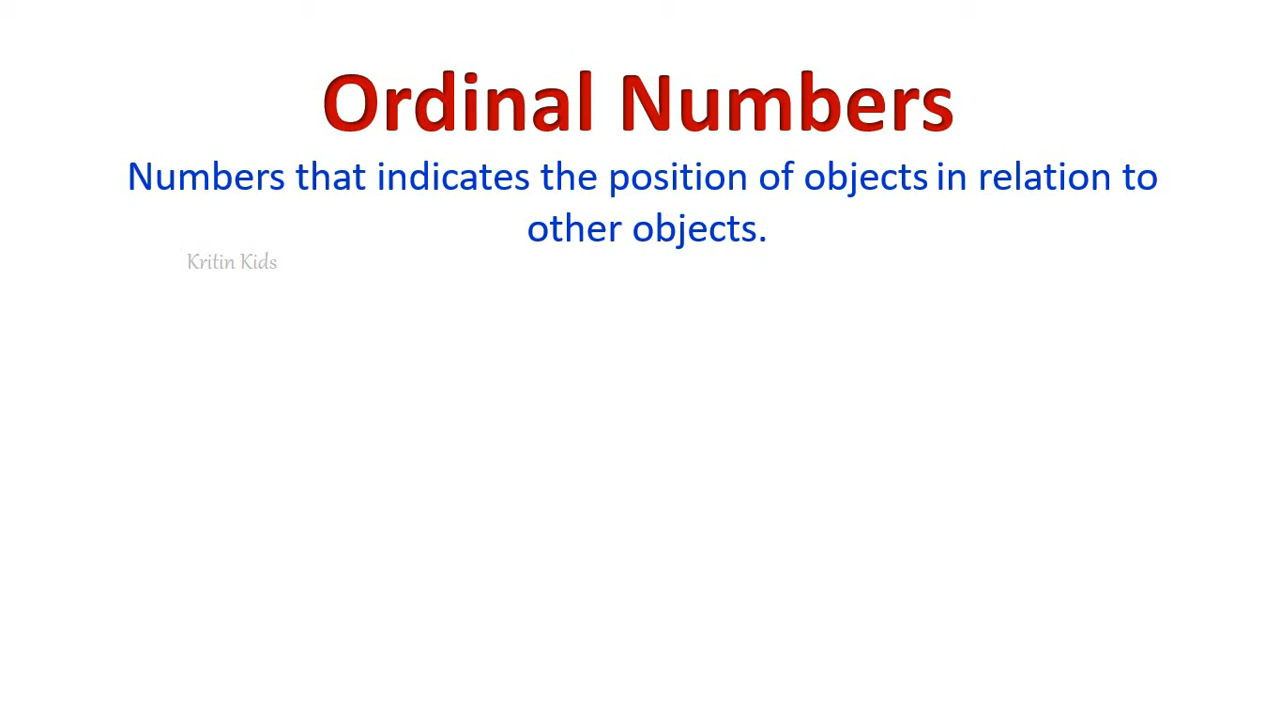 Ordinal Numbers
Numbers that indicates the position of objects in relation to
other objects.
Kritin Kids